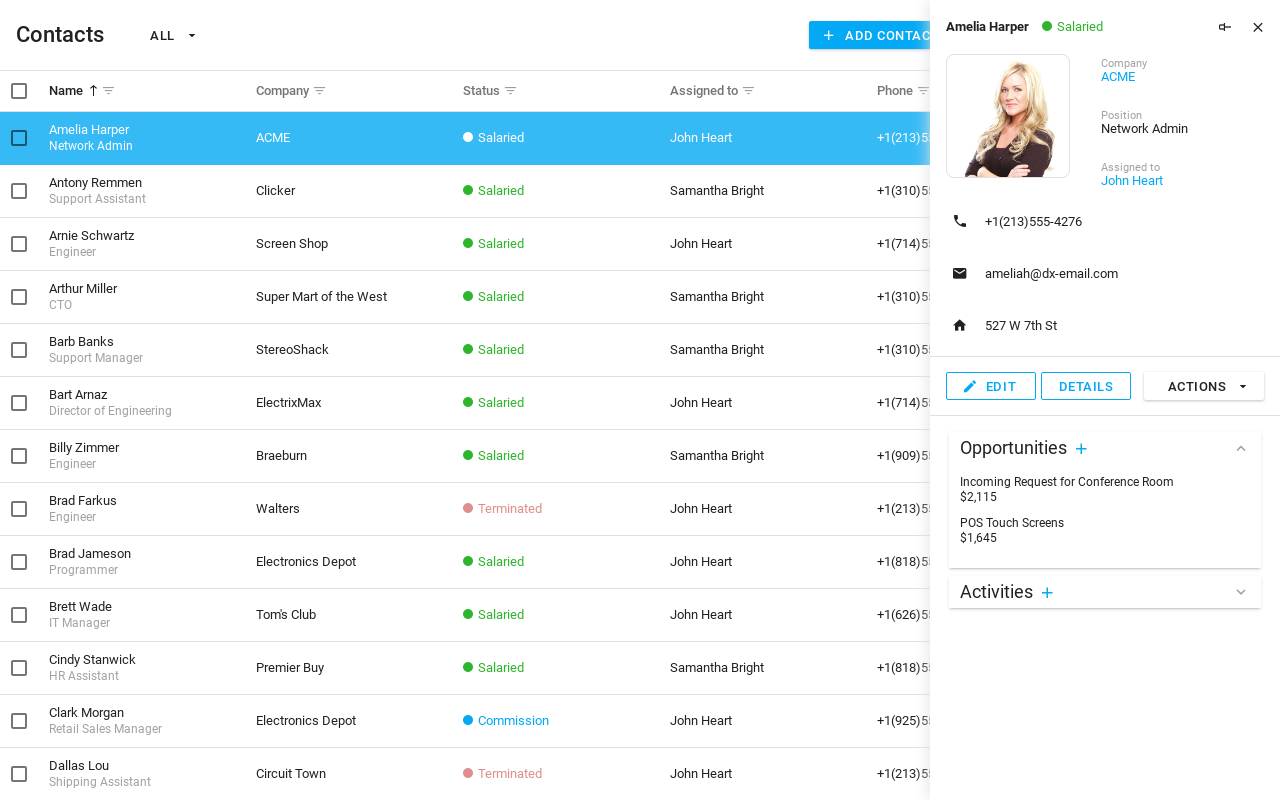 Contacts
ALL
ADD CONTAC
Name
Company
Status
Assigned to
Phone
Amelia Harper
Network Admin
ACME
Salaried
John Heart
+1(213)5
Antony Remmen
Support Assistant
Clicker
Salaried
Samantha Bright
+1(310)5
Arnie Schwartz
Engineer
Screen Shop
Salaried
John Heart
+1(714)5
Arthur Miller
CTO
Super Mart of the West
Salaried
Samantha Bright
+1(310)5
Barb Banks
Support Manager
StereoShack
Salaried
Samantha Bright
+1(310)5
Bart Arnaz
Director of Engineering
ElectrixMax
Salaried
John Heart
+1(714)5
Billy Zimmer
Engineer
Braeburn
Salaried
Samantha Bright
+1(909)5
Brad Farkus
Engineer
Walters
Terminated
John Heart
+1(213)5
Brad Jameson
Programmer
Electronics Depot
Salaried
John Heart
+1(818)5
Brett Wade
IT Manager
Tom's Club
Salaried
John Heart
+1(626)5
Cindy Stanwick
HR Assistant
Premier Buy
Salaried
Samantha Bright
+1(818)5
Clark Morgan
Retail Sales Manager
Electronics Depot
Commission
John Heart
+1(925)5
Dallas Lou
Shipping Assistant
Circuit Town
Terminated
John Heart
+1(213)5
Amelia Harper
Salaried
Company
ACME
Position
Network Admin
Assigned to
John Heart
+1(213)555-4276
ameliah@dx-email.com
527 W 7th St
EDIT
DETAILS
ACTIONS
Opportunities
Incoming Request for Conference Room
$2,115
POS Touch Screens
$1,645
Activities